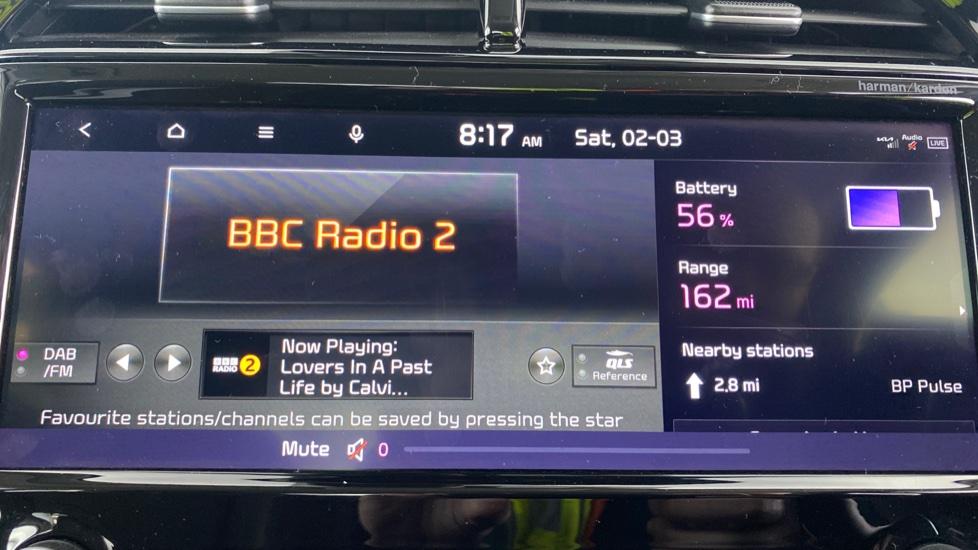 harman/kardon
8:17 AM Sat, 02-03
KIA Audio LIVE
BBC Radio 2
Battery
56 %
Range
162 mi
Nearby stations
2.8 mi BP Pulse
DAB
/FM
BBC
RADIO 2
Now Playing:
Lovers In A Past
Life by Calvi...
QLS
Reference
Favourite stations/channels can be saved by pressing the star
Mute 0